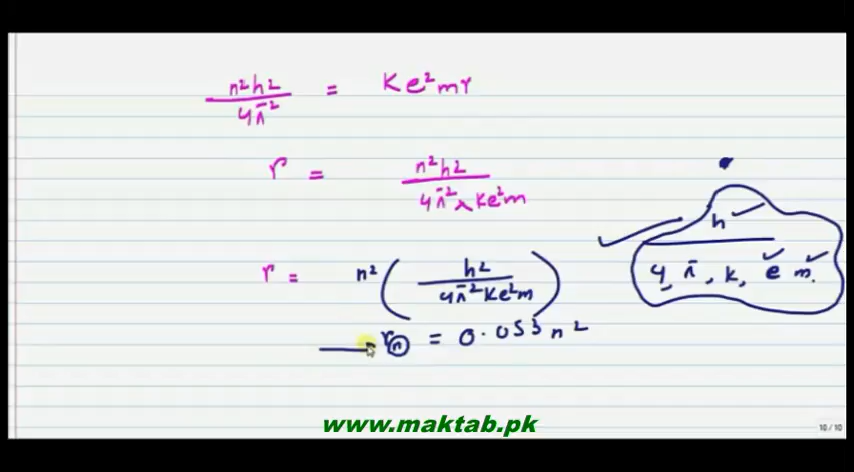 n²h² / 4π² = Ke²mr
r = n²h² / 4π² × Ke²m
h
4, π, k, e m.
r = n² ( h² / 4π²Ke²m )
rn = 0.053 n²
www.maktab.pk
10 / 10